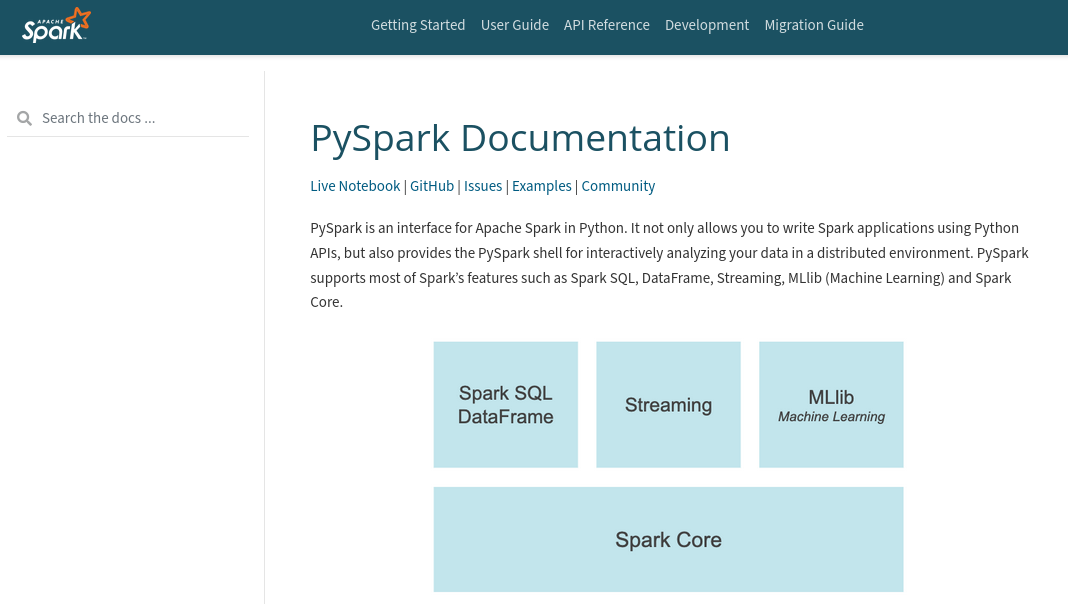 APACHE
Spark
Getting Started User Guide API Reference Development Migration Guide
Search the docs ...
PySpark Documentation
Live Notebook | GitHub | Issues | Examples | Community
PySpark is an interface for Apache Spark in Python. It not only allows you to write Spark applications using Python
APIs, but also provides the PySpark shell for interactively analyzing your data in a distributed environment. PySpark
supports most of Spark’s features such as Spark SQL, DataFrame, Streaming, MLlib (Machine Learning) and Spark
Core.
Spark SQL
DataFrame
Streaming
MLlib
Machine Learning
Spark Core